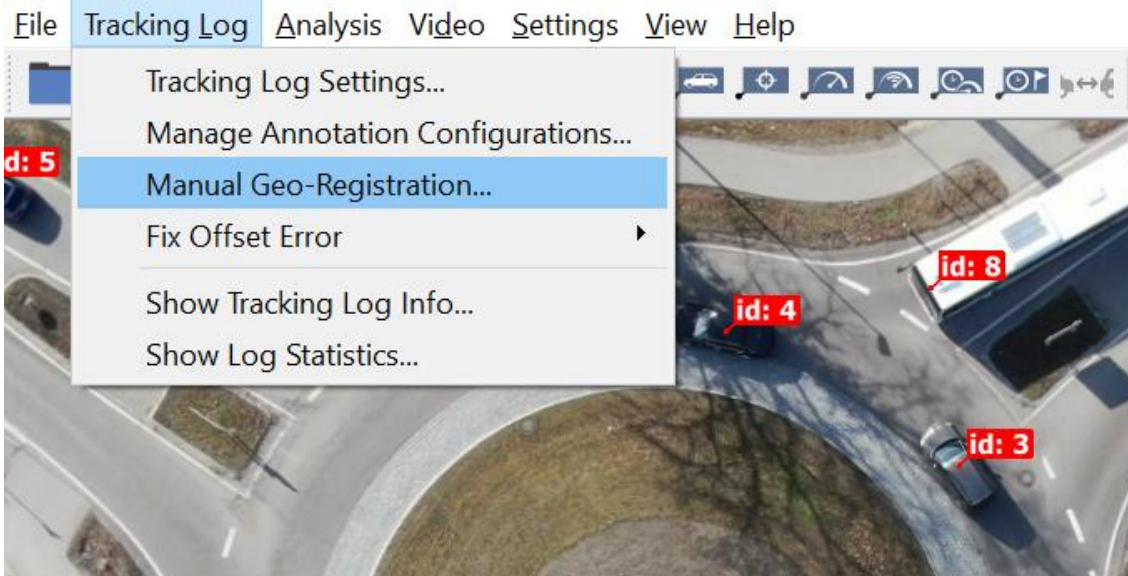 File Tracking Log Analysis Video Settings View Help
Tracking Log Settings...
Manage Annotation Configurations...
d: 5
Manual Geo-Registration...
Fix Offset Error
id: 8
Show Tracking Log Info...
id: 4
Show Log Statistics...
id: 3